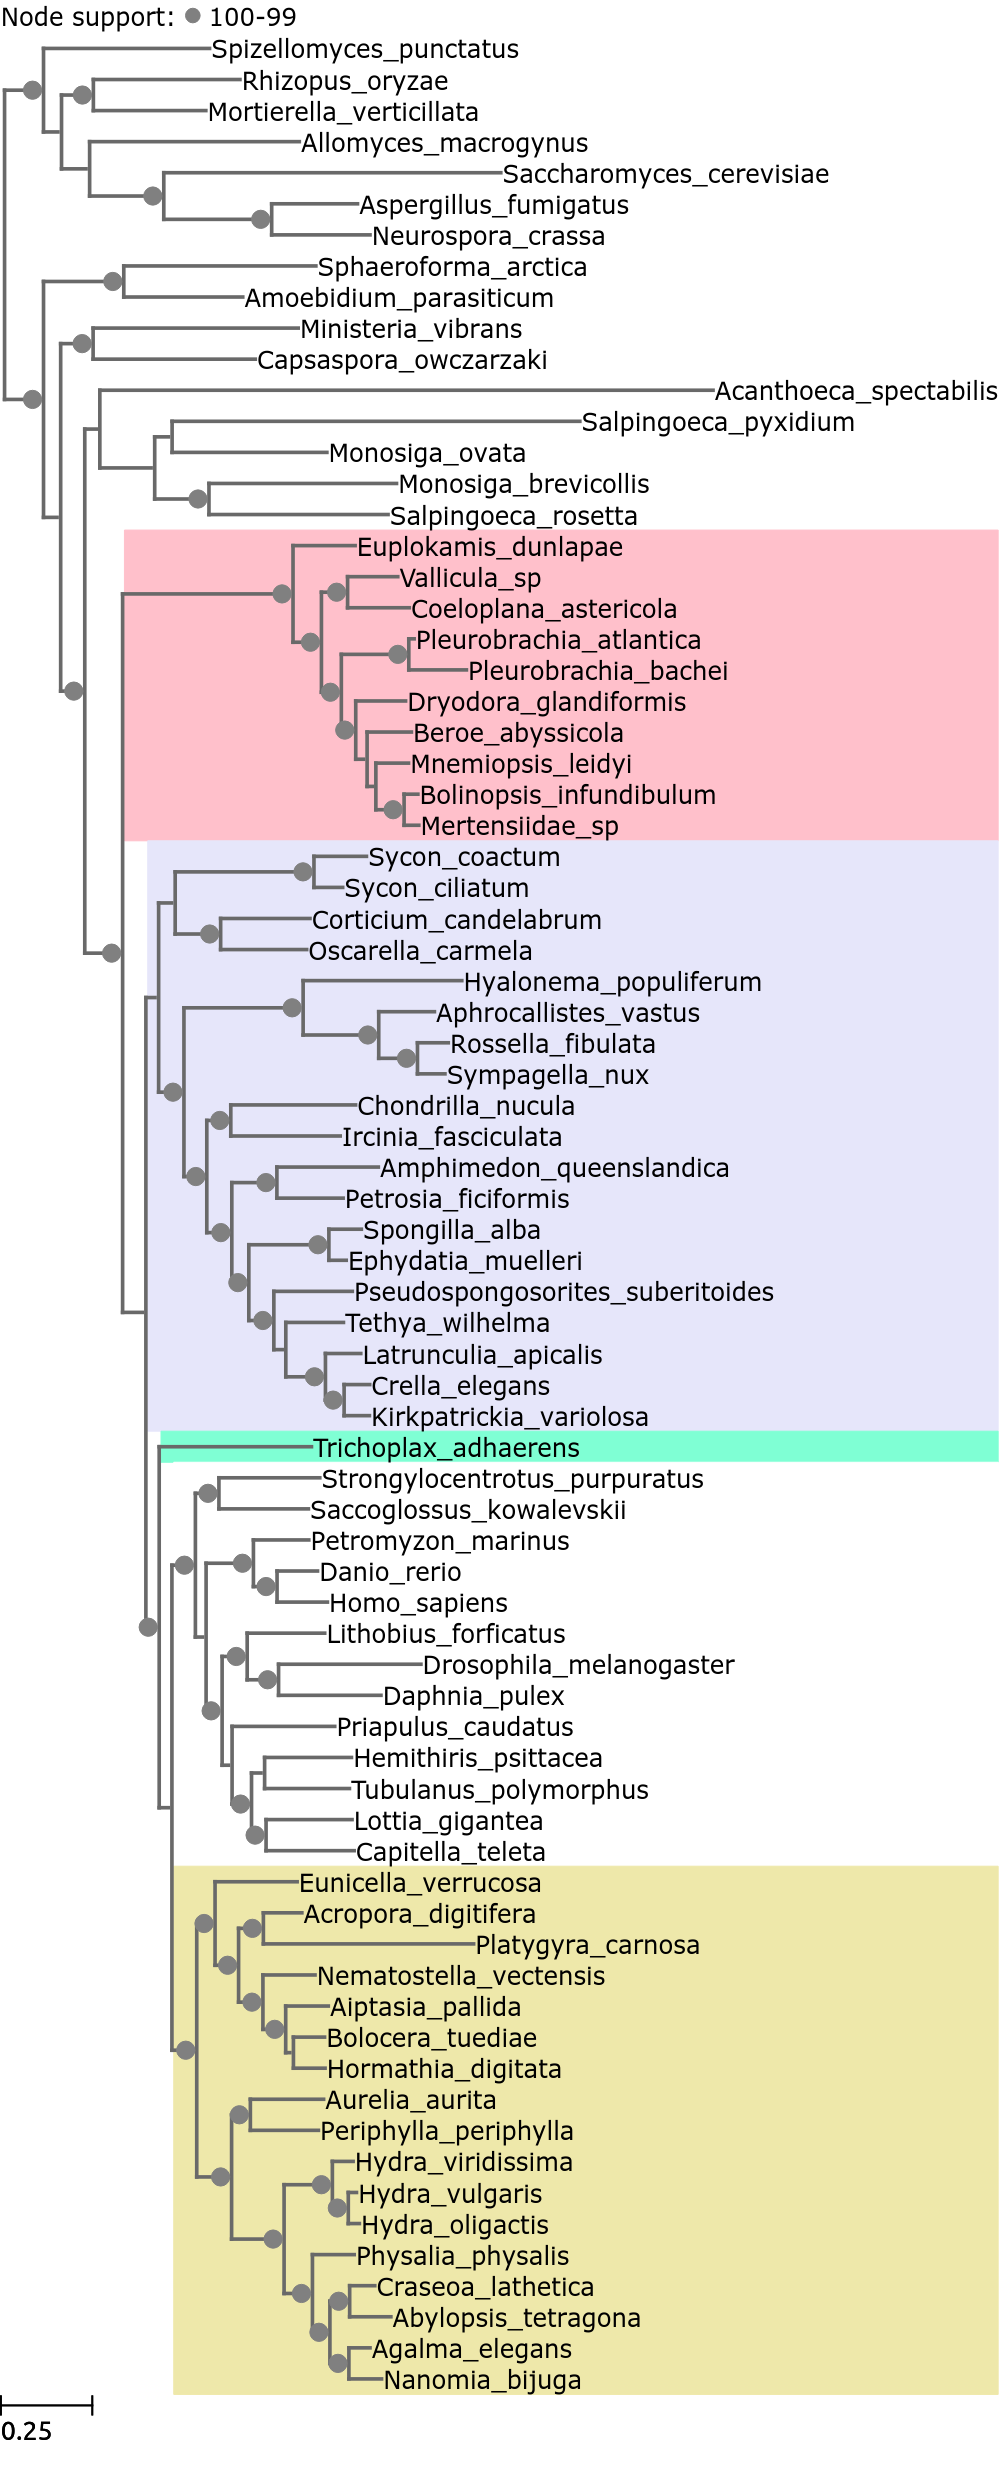 Node support: 100-99
Spizellomyces_punctatus
Rhizopus_oryzae
Mortierella_verticillata
Allomyces_macrogynus
Saccharomyces_cerevisiae
Aspergillus_fumigatus
Neurospora_crassa
Sphaeroforma_arctica
Amoebidium_parasiticum
Ministeria_vibrans
Capsaspora_owczarzaki
Acanthoeca_spectabilis
Salpingoeca_pyxidium
Monosiga_ovata
Monosiga_brevicollis
Salpingoeca_rosetta
Euplokamis_dunlapae
Vallicula_sp
Coeloplana_astericola
Pleurobrachia_atlantica
Pleurobrachia_bachei
Dryodora_glandiformis
Beroe_abyssicola
Mnemiopsis_leidyi
Bolinopsis_infundibulum
Mertensiidae_sp
Sycon_coactum
Sycon_ciliatum
Corticium_candelabrum
Oscarella_carmela
Hyalonema_populiferum
Aphrocallistes_vastus
Rossella_fibulata
Sympagella_nux
Chondrilla_nucula
Ircinia_fasciculata
Amphimedon_queenslandica
Petrosia_ficiformis
Spongilla_alba
Ephydatia_muelleri
Pseudospongosorites_suberitoides
Tethya_wilhelma
Latrunculia_apicalis
Crella_elegans
Kirkpatrickia_variolosa
Trichoplax_adhaerens
Strongylocentrotus_purpuratus
Saccoglossus_kowalevskii
Petromyzon_marinus
Danio_rerio
Homo_sapiens
Lithobius_forficatus
Drosophila_melanogaster
Daphnia_pulex
Priapulus_caudatus
Hemithiris_psittacea
Tubulanus_polymorphus
Lottia_gigantea
Capitella_teleta
Eunicella_verrucosa
Acropora_digitifera
Platygyra_carnosa
Nematostella_vectensis
Aiptasia_pallida
Bolocera_tuediae
Hormathia_digitata
Aurelia_aurita
Periphylla_periphylla
Hydra_viridissima
Hydra_vulgaris
Hydra_oligactis
Physalia_physalis
Craseoa_lathetica
Abylopsis_tetragona
Agalma_elegans
Nanomia_bijuga
0.25